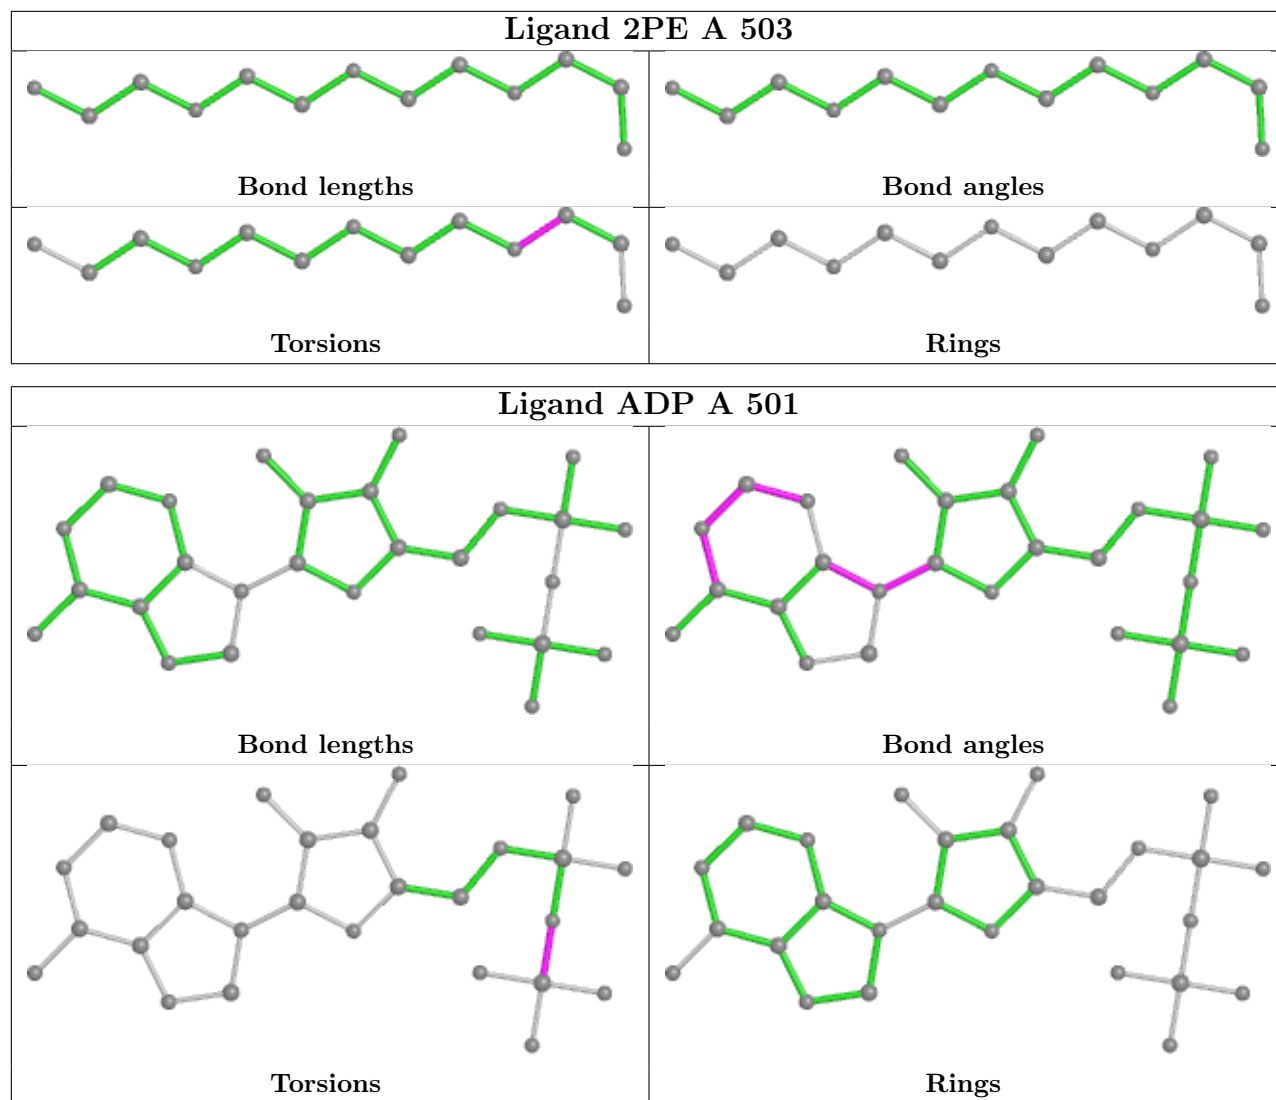 Ligand 2PE A 503
Bond lengths
Bond angles
Torsions
Rings
Ligand ADP A 501
Bond lengths
Bond angles
Torsions
Rings